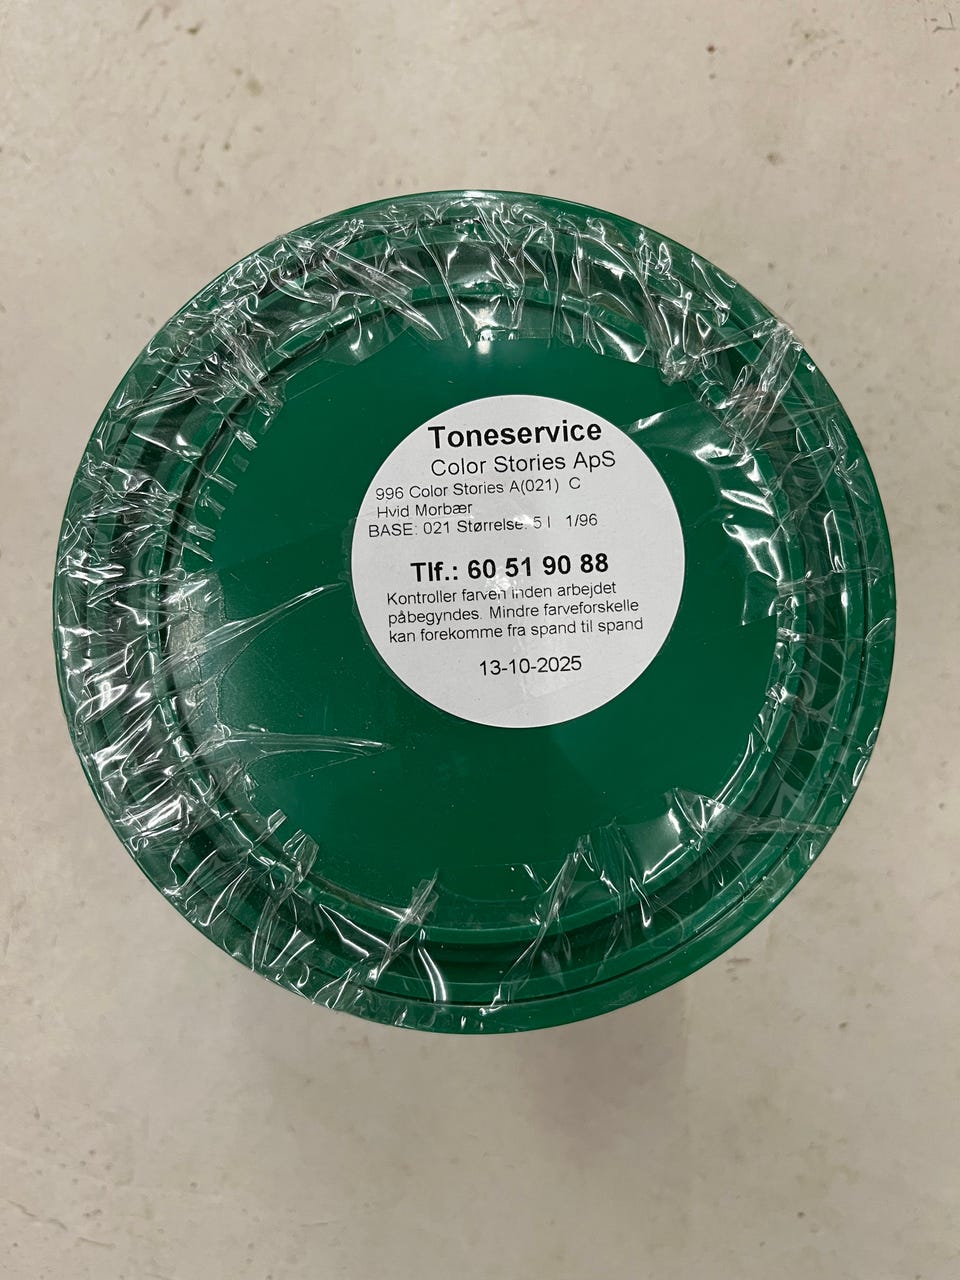 Toneservice
Color Stories ApS
996 Color Stories A(021) C
Hvid Morbær
BASE: 021 Størrelse: 5 l 1/96
Tlf.: 60 51 90 88
Kontroller farven inden arbejdet
påbegyndes. Mindre farveforskelle
kan forekomme fra spand til spand
13-10-2025